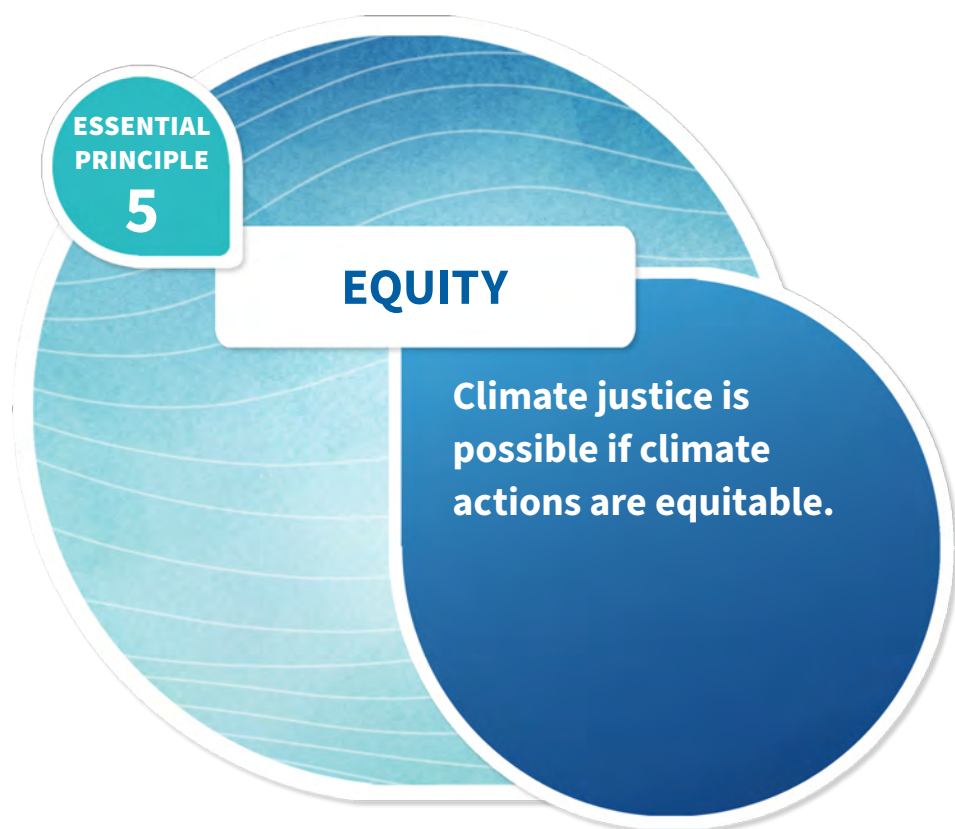 ESSENTIAL
PRINCIPLE
5
EQUITY
Climate justice is
possible if climate
actions are equitable.